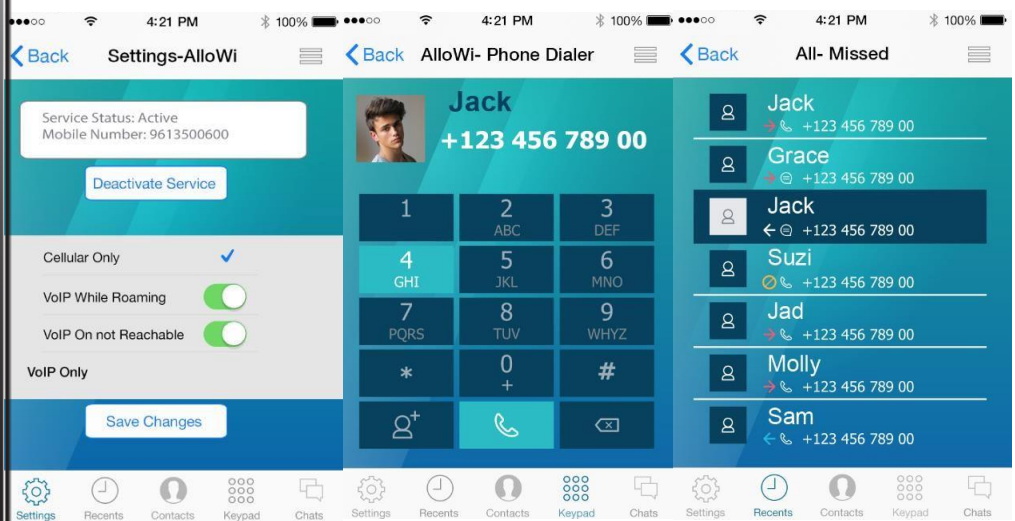 4:21 PM 100%
Back Settings-AlloWi
Service Status: Active
Mobile Number: 9613500600
Deactivate Service
Cellular Only
VoIP While Roaming
VoIP On not Reachable
VoIP Only
Save Changes
Settings Recents Contacts Keypad Chats
4:21 PM 100%
Back AlloWi- Phone Dialer
Jack
+123 456 789 00
1 2 3
ABC DEF
4 5 6
GHI JKL MNO
7 8 9
PQRS TUV WHYZ
* 0 #
+
Settings Recents Contacts Keypad Chats
4:21 PM 100%
Back All- Missed
Jack
+123 456 789 00
Grace
+123 456 789 00
Jack
+123 456 789 00
Suzi
+123 456 789 00
Jad
+123 456 789 00
Molly
+123 456 789 00
Sam
+123 456 789 00
Settings Recents Contacts Keypad Chats